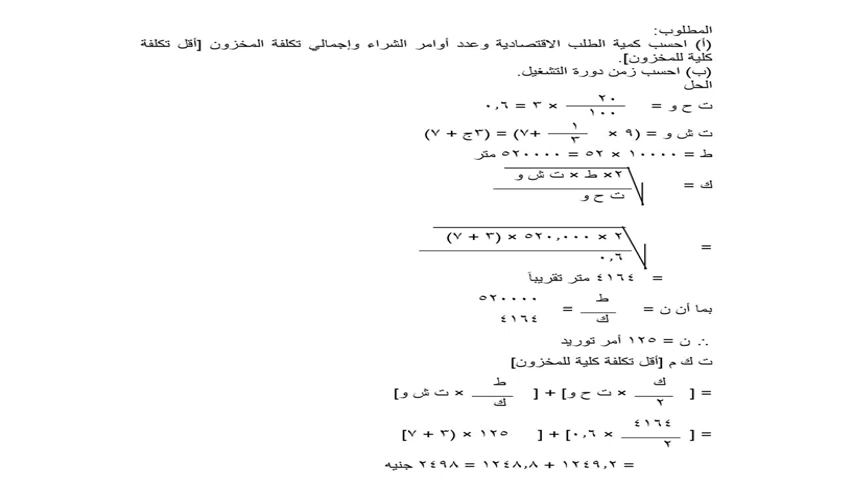 المطلوب:
(أ) احسب كمية الطلب الاقتصادية وعدد أوامر الشراء وإجمالي تكلفة المخزون [أقل تكلفة
كلية للمخزون].
(ب) احسب زمن دورة التشغيل.
الحل
ت ح و = ٢٠/١٠٠ × ٣ = ٠,٦
ت ش و = (٩ × ١/٣ +٧) = (٣ج + ٧)
ط = ١٠٠٠٠ × ٥٢ = ٥٢٠٠٠٠ متر
ك = √ ٢× ط × ت ش و
ت ح و
= √ ٢ × ٥٢٠,٠٠٠ × (٣ + ٧)
٠,٦
= ٤١٦٤ متر تقريباً
بما أن ن = ط/ك = ٥٢٠٠٠٠/٤١٦٤
∴ ن = ١٢٥ أمر توريد
ت ك م [أقل تكلفة كلية للمخزون]
= [ ك/٢ × ت ح و] + [ ط/ك × ت ش و]
= [ ٤١٦٤/٢ × ٠,٦] + [ ١٢٥ × (٣ + ٧]
= ١٢٤٩,٢ + ١٢٤٨,٨ = ٢٤٩٨ جنيه